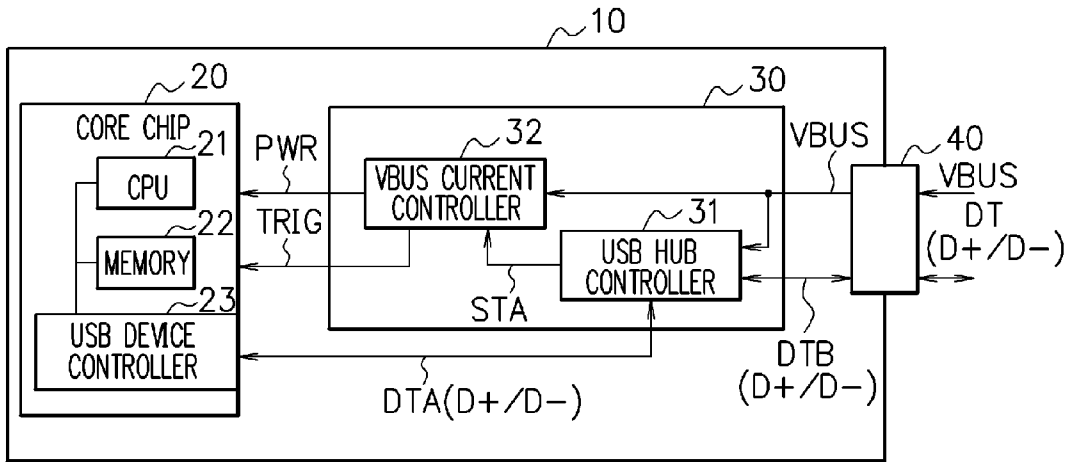 10
20
CORE CHIP
21
CPU
22
MEMORY
23
USB DEVICE
CONTROLLER
PWR
TRIG
30
32
VBUS CURRENT
CONTROLLER
31
USB HUB
CONTROLLER
STA
VBUS
40
VBUS
DT
(D+/D-)
DTA(D+/D-)
DTB
(D+/D-)